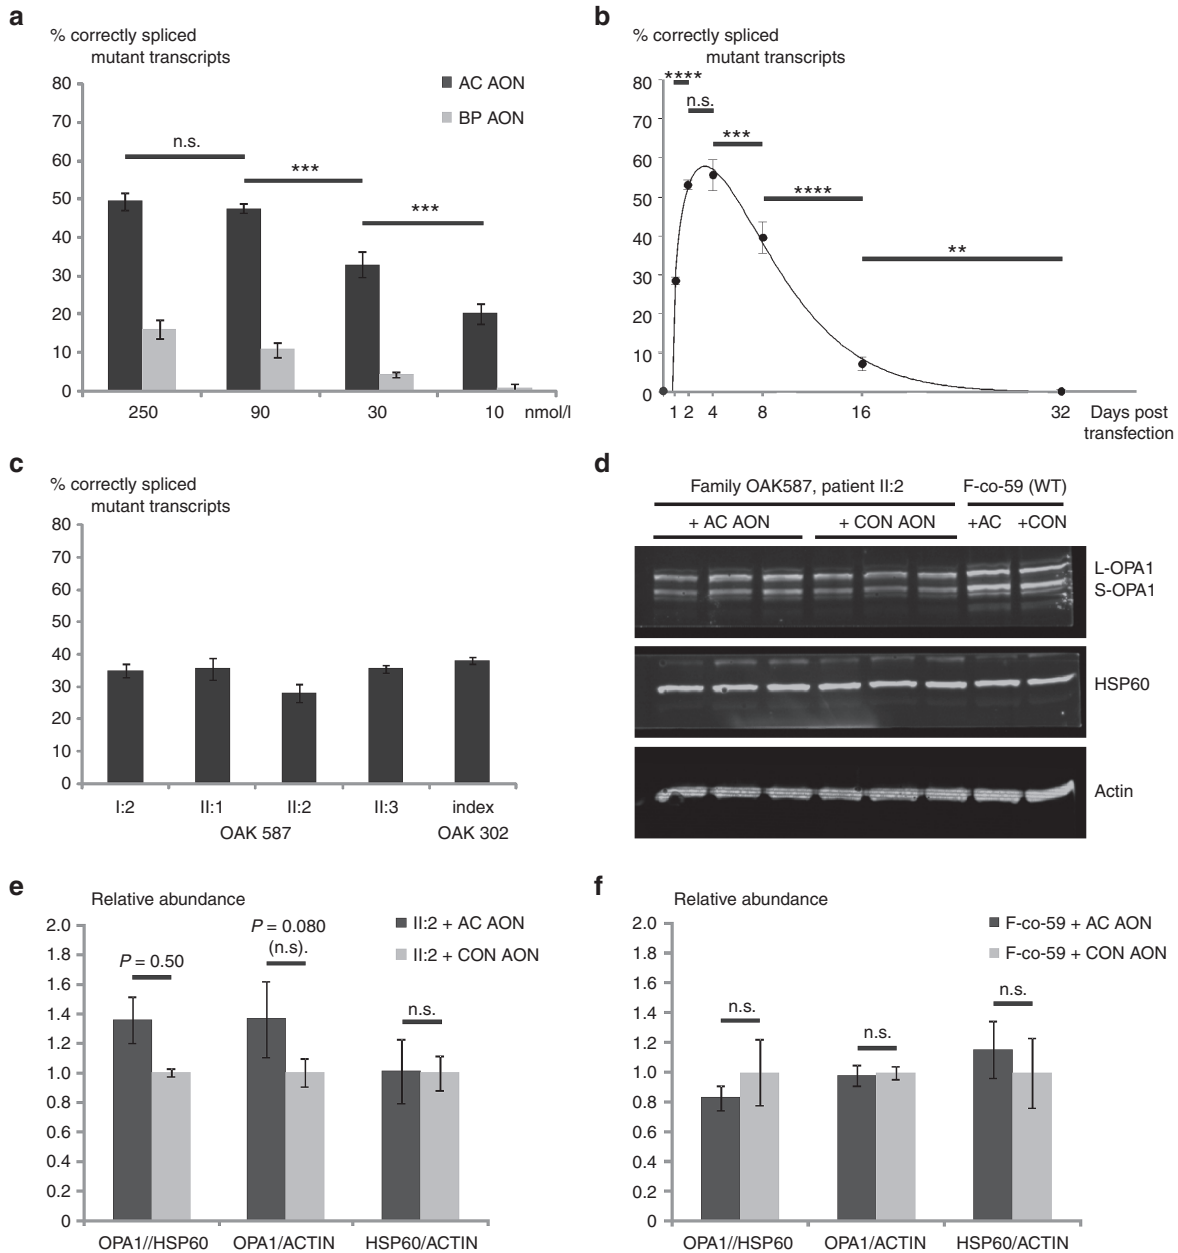 a
% correctly spliced
mutant transcripts
80
70
60
50
40
30
20
10
0
AC AON
BP AON
n.s.
***
***
250 90 30 10 nmol/l
b
% correctly spliced
mutant transcripts
80
70
60
50
40
30
20
10
0
****
n.s.
***
****
**
1 2 4 8 16 32 Days post
transfection
c
% correctly spliced
mutant transcripts
80
70
60
50
40
30
20
10
0
I:2 II:1 II:2 II:3 index
OAK 587 OAK 302
d
Family OAK587, patient II:2 F-co-59 (WT)
+ AC AON + CON AON +AC +CON
L-OPA1
S-OPA1
HSP60
Actin
e
Relative abundance
2.0
1.8
1.6
1.4
1.2
1.0
0.8
0.6
0.4
0.2
0
II:2 + AC AON
II:2 + CON AON
P = 0.50
P = 0.080
(n.s).
n.s.
OPA1//HSP60 OPA1/ACTIN HSP60/ACTIN
f
Relative abundance
2.0
1.8
1.6
1.4
1.2
1.0
0.8
0.6
0.4
0.2
0
F-co-59 + AC AON
F-co-59 + CON AON
n.s.
n.s.
n.s.
OPA1//HSP60 OPA1/ACTIN HSP60/ACTIN